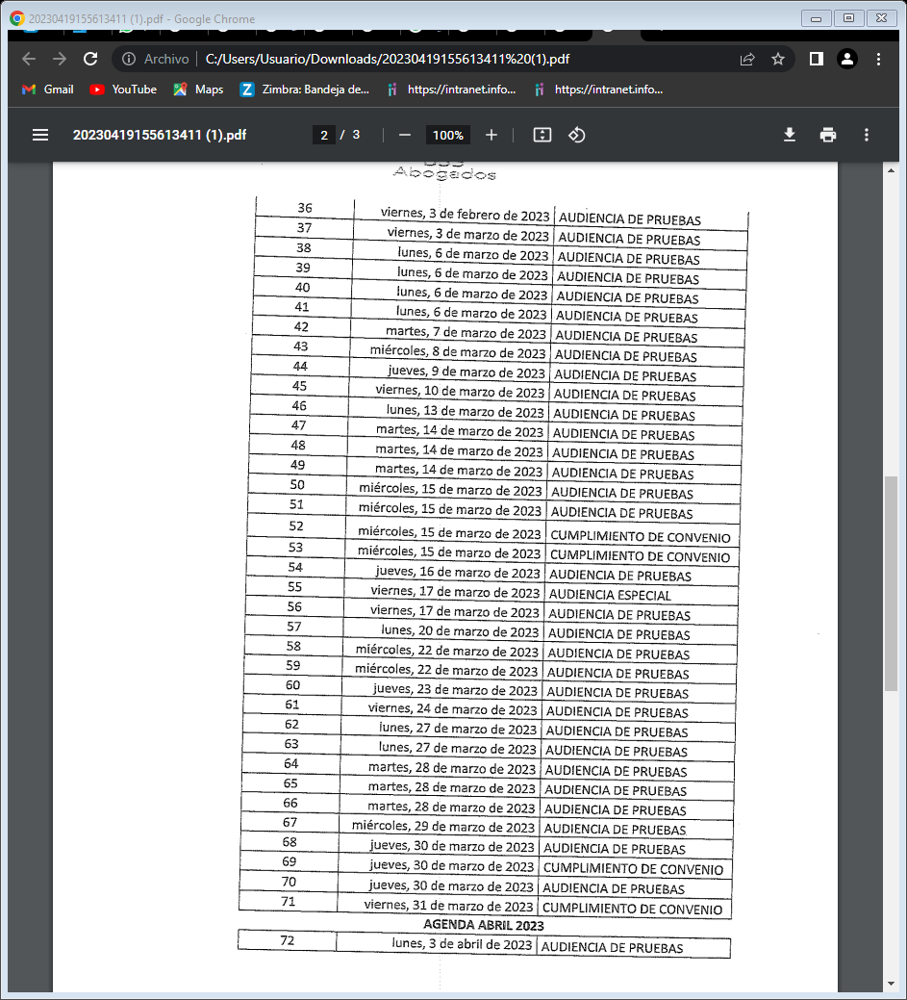 20230419155613411 (1).pdf - Google Chrome
Archivo C:/Users/Usuario/Downloads/20230419155613411%20(1).pdf
Gmail YouTube Maps Zimbra: Bandeja de... https://intranet.info... https://intranet.info...
20230419155613411 (1).pdf 2 / 3 100%
Abogados
36 viernes, 3 de febrero de 2023 AUDIENCIA DE PRUEBAS
37 viernes, 3 de marzo de 2023 AUDIENCIA DE PRUEBAS
38 lunes, 6 de marzo de 2023 AUDIENCIA DE PRUEBAS
39 lunes, 6 de marzo de 2023 AUDIENCIA DE PRUEBAS
40 lunes, 6 de marzo de 2023 AUDIENCIA DE PRUEBAS
41 lunes, 6 de marzo de 2023 AUDIENCIA DE PRUEBAS
42 martes, 7 de marzo de 2023 AUDIENCIA DE PRUEBAS
43 miércoles, 8 de marzo de 2023 AUDIENCIA DE PRUEBAS
44 jueves, 9 de marzo de 2023 AUDIENCIA DE PRUEBAS
45 viernes, 10 de marzo de 2023 AUDIENCIA DE PRUEBAS
46 lunes, 13 de marzo de 2023 AUDIENCIA DE PRUEBAS
47 martes, 14 de marzo de 2023 AUDIENCIA DE PRUEBAS
48 martes, 14 de marzo de 2023 AUDIENCIA DE PRUEBAS
49 martes, 14 de marzo de 2023 AUDIENCIA DE PRUEBAS
50 miércoles, 15 de marzo de 2023 AUDIENCIA DE PRUEBAS
51 miércoles, 15 de marzo de 2023 AUDIENCIA DE PRUEBAS
52 miércoles, 15 de marzo de 2023 CUMPLIMIENTO DE CONVENIO
53 miércoles, 15 de marzo de 2023 CUMPLIMIENTO DE CONVENIO
54 jueves, 16 de marzo de 2023 AUDIENCIA DE PRUEBAS
55 viernes, 17 de marzo de 2023 AUDIENCIA ESPECIAL
56 viernes, 17 de marzo de 2023 AUDIENCIA DE PRUEBAS
57 lunes, 20 de marzo de 2023 AUDIENCIA DE PRUEBAS
58 miércoles, 22 de marzo de 2023 AUDIENCIA DE PRUEBAS
59 miércoles, 22 de marzo de 2023 AUDIENCIA DE PRUEBAS
60 jueves, 23 de marzo de 2023 AUDIENCIA DE PRUEBAS
61 viernes, 24 de marzo de 2023 AUDIENCIA DE PRUEBAS
62 lunes, 27 de marzo de 2023 AUDIENCIA DE PRUEBAS
63 lunes, 27 de marzo de 2023 AUDIENCIA DE PRUEBAS
64 martes, 28 de marzo de 2023 AUDIENCIA DE PRUEBAS
65 martes, 28 de marzo de 2023 AUDIENCIA DE PRUEBAS
66 martes, 28 de marzo de 2023 AUDIENCIA DE PRUEBAS
67 miércoles, 29 de marzo de 2023 AUDIENCIA DE PRUEBAS
68 jueves, 30 de marzo de 2023 AUDIENCIA DE PRUEBAS
69 jueves, 30 de marzo de 2023 CUMPLIMIENTO DE CONVENIO
70 jueves, 30 de marzo de 2023 AUDIENCIA DE PRUEBAS
71 viernes, 31 de marzo de 2023 CUMPLIMIENTO DE CONVENIO
AGENDA ABRIL 2023
72 lunes, 3 de abril de 2023 AUDIENCIA DE PRUEBAS